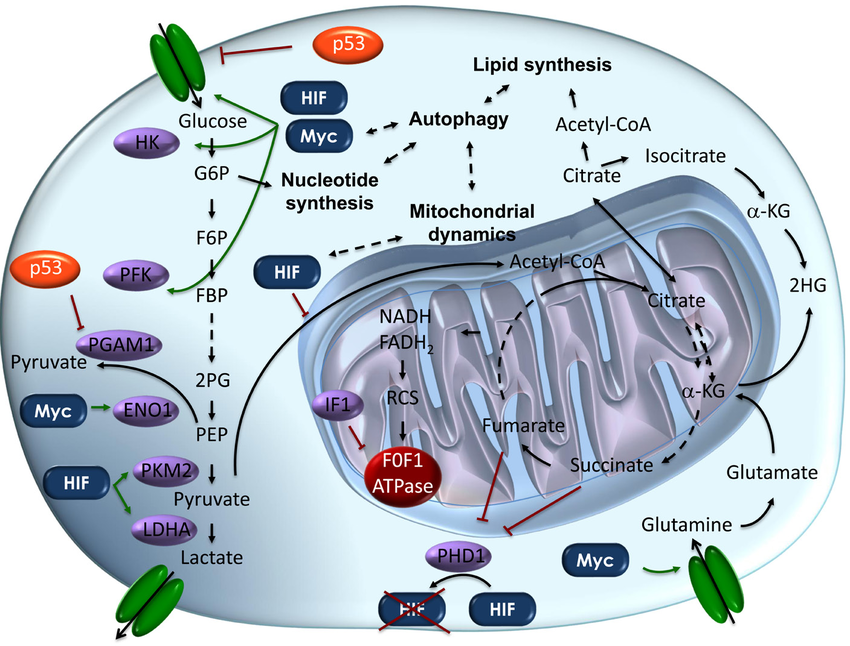 p53
Lipid synthesis
HIF
Glucose
Myc
Autophagy
Acetyl-CoA
HK
Isocitrate
G6P
Nucleotide
synthesis
Citrate
Mitochondrial
dynamics
α-KG
F6P
p53
PFK
HIF
Acetyl-CoA
FBP
2HG
Citrate
NADH
FADH2
PGAM1
Pyruvate
2PG
α-KG
RCS
Myc
ENO1
IF1
PEP
Fumarate
F0F1
ATPase
Succinate
PKM2
HIF
Pyruvate
Glutamate
LDHA
Glutamine
Lactate
PHD1
Myc
HIF
HIF